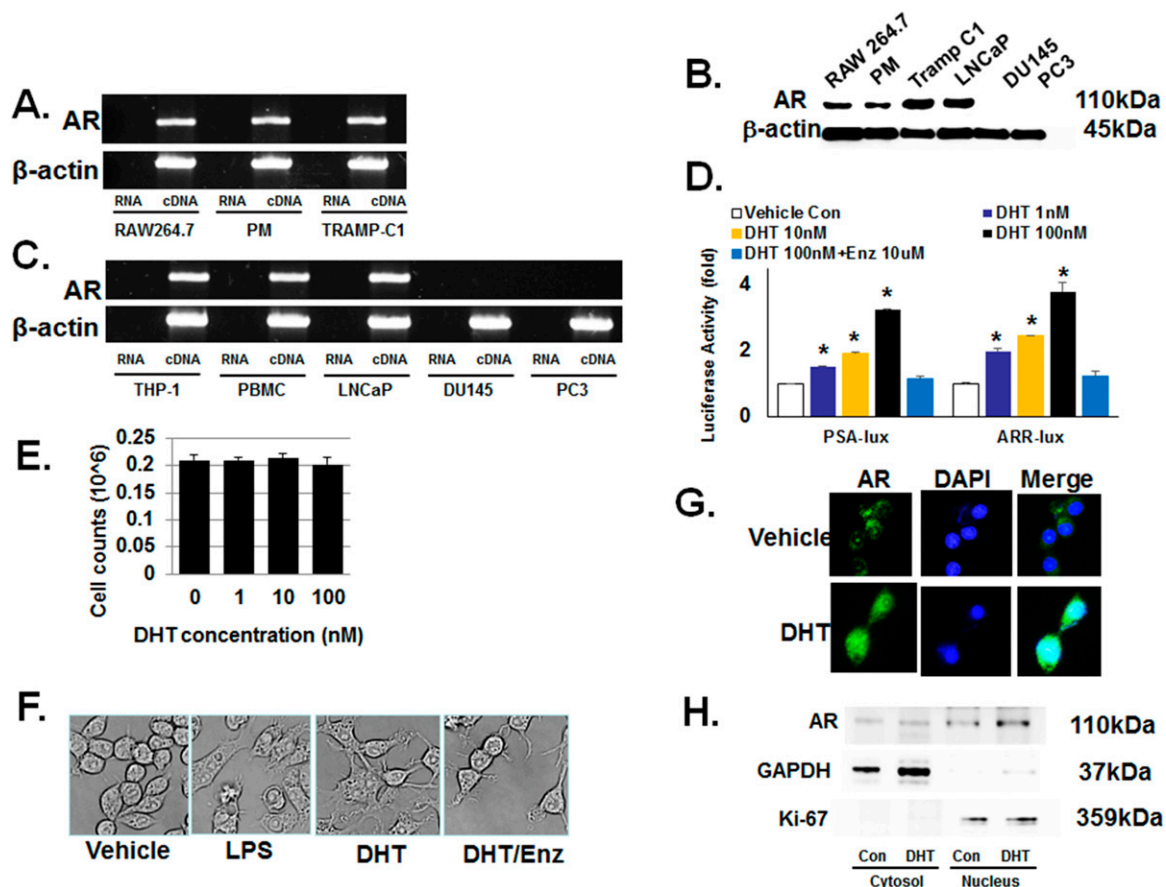 A.
AR
β-actin
RNA cDNA RNA cDNA RNA cDNA
RAW264.7 PM TRAMP-C1
B.
RAW 264.7 PM Tramp C1 LNCaP DU145 PC3
AR 110kDa
β-actin 45kDa
C.
AR
β-actin
RNA cDNA RNA cDNA RNA cDNA RNA cDNA RNA cDNA
THP-1 PBMC LNCaP DU145 PC3
D.
Vehicle Con DHT 1nM
DHT 10nM DHT 100nM
DHT 100nM+Enz 10uM
Luciferase Activity (fold)
4
2
0
* * * * * *
PSA-lux ARR-lux
E.
Cell counts (10^6)
0.25
0.2
0.15
0.1
0.05
0
0 1 10 100
DHT concentration (nM)
F.
Vehicle LPS DHT DHT/Enz
G.
AR DAPI Merge
Vehicle
DHT
H.
AR 110kDa
GAPDH 37kDa
Ki-67 359kDa
Con DHT Con DHT
Cytosol Nucleus